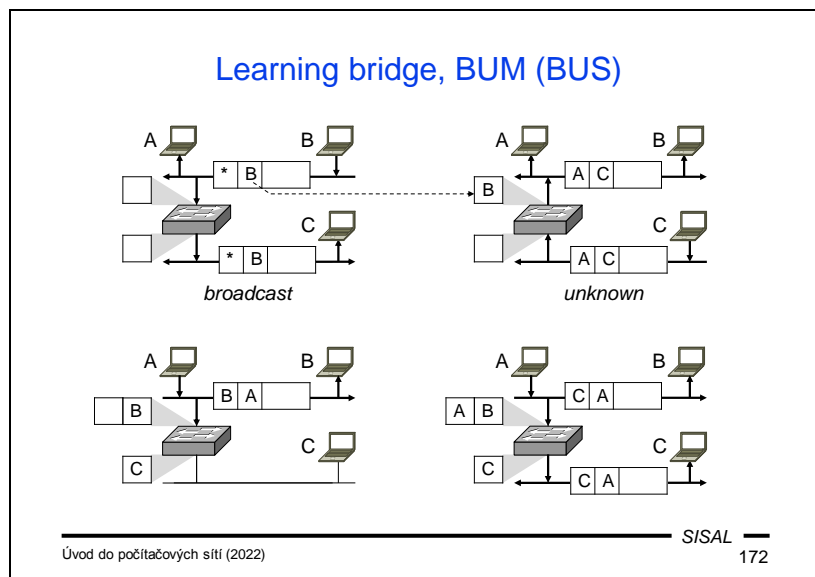 Learning bridge, BUM (BUS)
A
B
* B
C
* B
broadcast
A
B
A C
B
C
A C
unknown
A
B
B A
B
C
C
A
B
C A
A B
C
C
C A
SISAL
Úvod do počítačových sítí (2022)
172